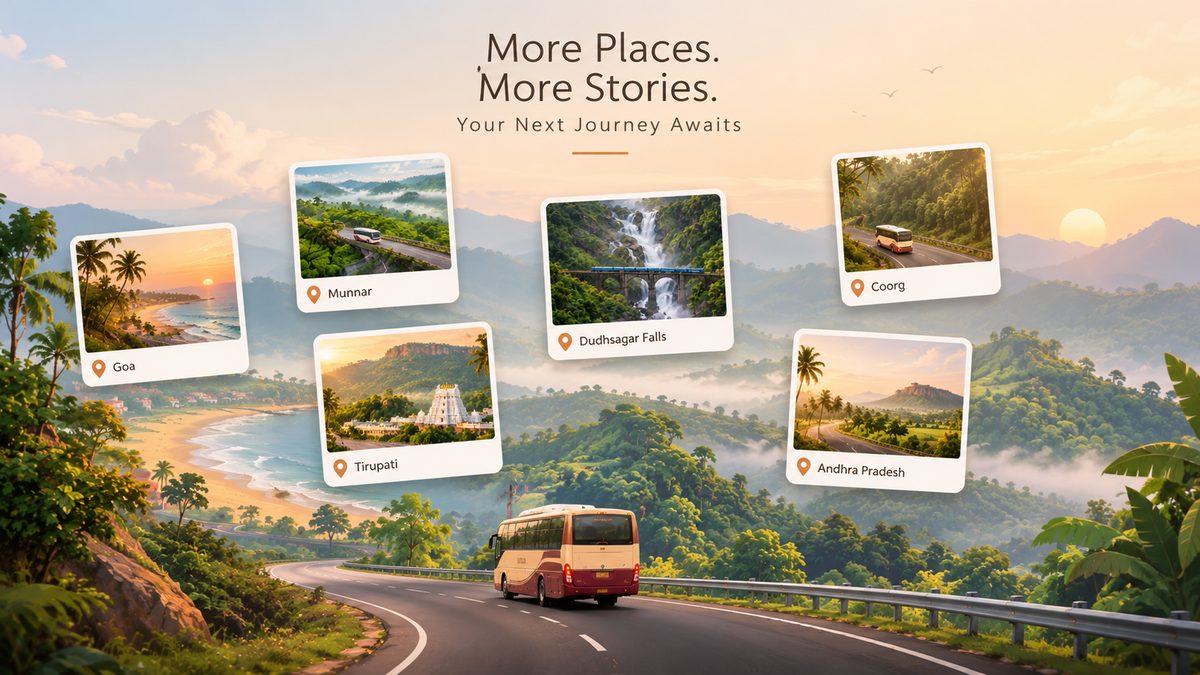 More Places.
More Stories.
Your Next Journey Awaits
Goa
Munnar
Dudhsagar Falls
Coorg
Tirupati
Andhra Pradesh